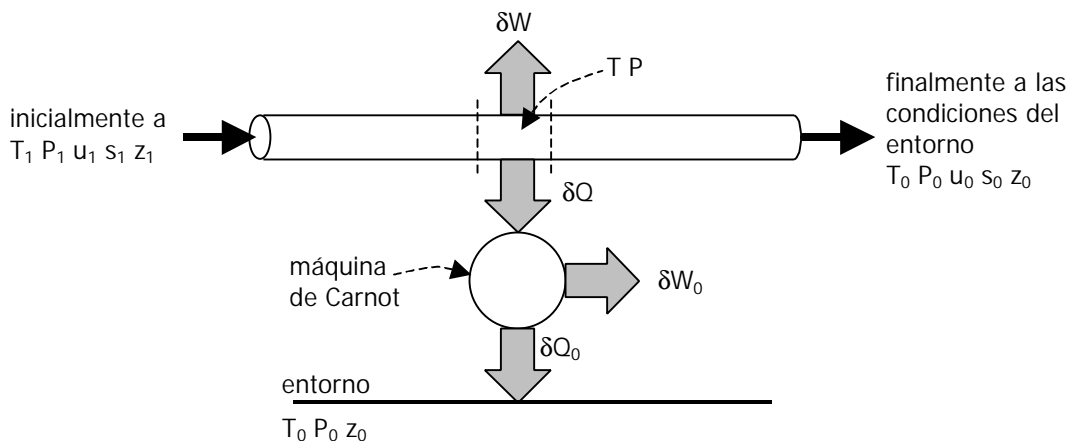 δW
T P
inicialmente a
T₁ P₁ u₁ s₁ z₁
finalmente a las
condiciones del
entorno
T₀ P₀ u₀ s₀ z₀
δQ
máquina
de Carnot
δW₀
δQ₀
entorno
T₀ P₀ z₀